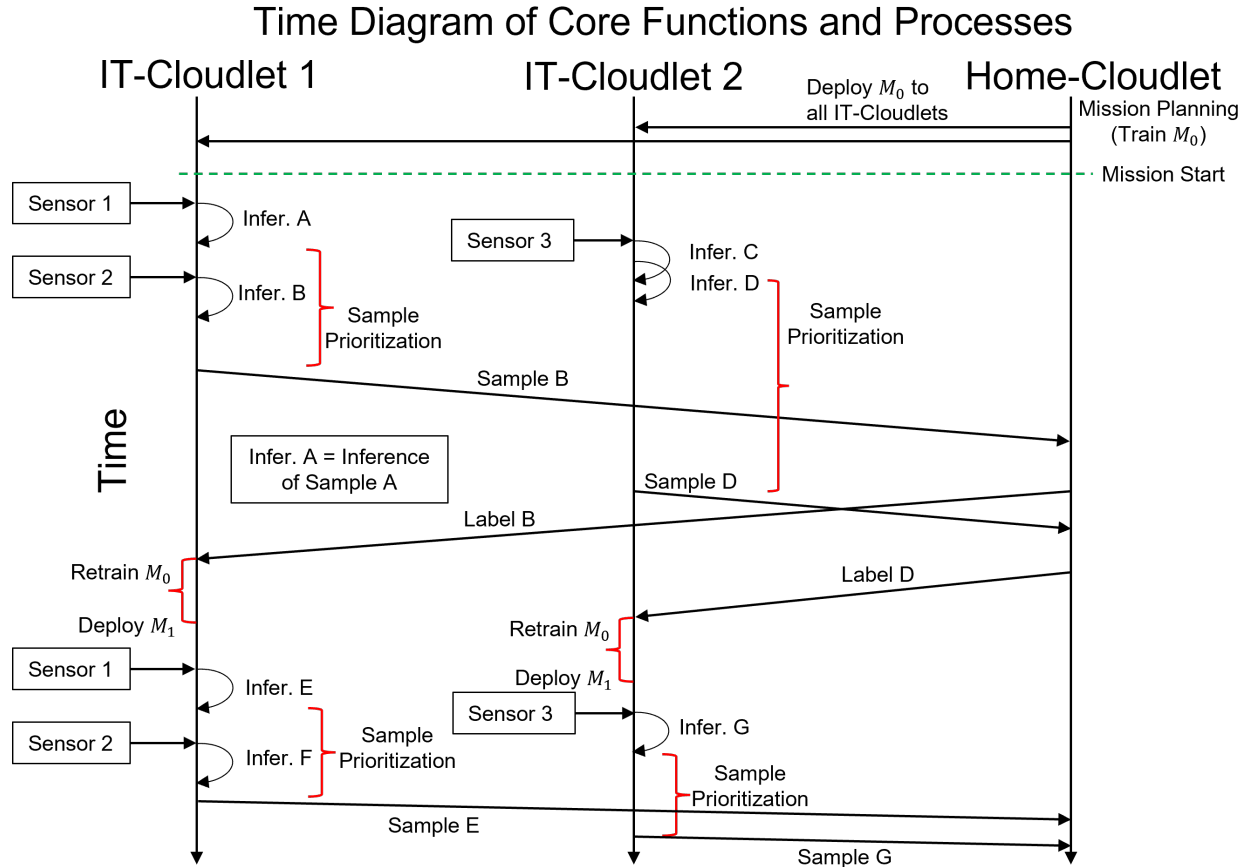 Time Diagram of Core Functions and Processes
IT-Cloudlet 1
IT-Cloudlet 2
Home-Cloudlet
Deploy M₀ to
all IT-Cloudlets
Mission Planning
(Train M₀)
Mission Start
Sensor 1
Infer. A
Sensor 3
Infer. C
Sensor 2
Infer. B
Infer. D
Sample
Prioritization
Sample
Prioritization
Sample B
Time
Infer. A = Inference
of Sample A
Sample D
Label B
Retrain M₀
Label D
Deploy M₁
Retrain M₀
Sensor 1
Infer. E
Deploy M₁
Sensor 3
Infer. G
Sensor 2
Infer. F
Sample
Prioritization
Sample
Prioritization
Sample E
Sample G